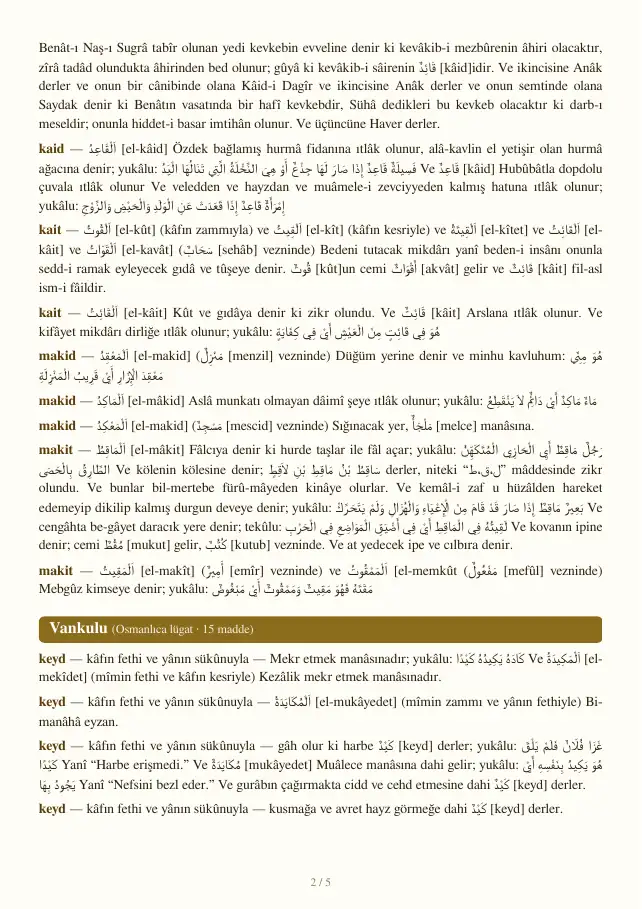 Benât-ı Naş-ı Sugrâ tabîr olunan yedi kevkebin evveline denir ki kevâkib-i mezbûrenin âhiri olacaktır,
zîrâ tadâd olundukta âhirinden bed olunur; gûyâ ki kevâkib-i sâirenin قَائِدٌ [kâid]idir. Ve ikincisine Anâk
derler ve onun bir cânibinde olana Kâid-i Dagîr ve ikincisine Anâk derler ve onun semtinde olana
Saydak denir ki Benâtın vasatında bir hafî kevkebdir, Sühâ dedikleri bu kevkeb olacaktır ki darb-ı
meseldir; onunla hiddet-i basar imtihân olunur. Ve üçüncüne Haver derler.
kaid — اَلْقَاعِدُ [el-kâid] Özdek bağlamış hurmâ fidanına ıtlâk olunur, alâ-kavlin el yetişir olan hurmâ
ağacına denir; yukâlu: فَسِيلَةٌ قَاعِدٌ إِذَا صَارَ لَهَا جِذْعٌ أَوْ هِيَ النَّخْلَةُ الَّتِي تَنَالُهَا الْيَدُ Ve قَاعِدٌ [kâid] Hubûbâtla dopdolu
çuvala ıtlâk olunur Ve veledden ve hayzdan ve muâmele-i zevciyyeden kalmış hatuna ıtlâk olunur;
yukâlu: إِمْرَأَةٌ قَاعِدٌ إِذَا قَعَدَتْ عَنِ الْوَلَدِ وَالْحَيْضِ وَالزَّوْجِ
kait — اَلْقُوتُ [el-kût] (kâfın zammıyla) ve اَلْقِيتُ [el-kît] (kâfın kesriyle) ve اَلْقِيتَةُ [el-kîtet] ve اَلْقَائِتُ [el-
kâit] ve اَلْقَوَاتُ [el-kavât] (سَحَابٌ [sehâb] vezninde) Bedeni tutacak mikdârı yanî beden-i insânı onunla
sedd-i ramak eyleyecek gıdâ ve tûşeye denir. قُوتٌ [kût]un cemi أَقْوَاتٌ [akvât] gelir ve قَائِتٌ [kâit] fil-asl
ism-i fâildir.
kait — اَلْقَائِتُ [el-kâit] Kût ve gıdâya denir ki zikr olundu. Ve قَائِتٌ [kâit] Arslana ıtlâk olunur. Ve
kifâyet mikdârı dirliğe ıtlâk olunur; yukâlu: هُوَ فِي قَائِتٍ مِنَ الْعَيْشِ أَيْ فِي كِفَايَةٍ
makid — اَلْمَعْقِدُ [el-makid] (مَنْزِلٌ [menzil] vezninde) Düğüm yerine denir ve minhu kavluhum: هُوَ مِنِّي
مَعْقِدَ الْإِزَارِ أَيْ قَرِيبُ الْمَنْزِلَةِ
makid — اَلْمَاكِدُ [el-mâkid] Aslâ munkatı olmayan dâimî şeye ıtlâk olunur; yukâlu: مَاءٌ مَاكِدٌ أَيْ دَائِمٌ لاَ يَنْقَطِعُ
makid — اَلْمَعْكِدُ [el-makid] (مَسْجِدٌ [mescid] vezninde) Sığınacak yer, مَلْجَأٌ [melce] manâsına.
makit — اَلْمَاقِطُ [el-mâkit] Fâlcıya denir ki hurde taşlar ile fâl açar; yukâlu: رَجُلٌ مَاقِطٌ أَيِ الْحَازِي الْمُتَكَهِّنُ
الطَّارِقُ بِالْحَصَى Ve kölenin kölesine denir; سَاقِطُ بْنُ مَاقِطِ بْنِ لاَقِطٍ derler, niteki “ل،ق،ط” mâddesinde zikr
olundu. Ve bunlar bil-mertebe fürû-mâyeden kinâye olurlar. Ve kemâl-i zaf u hüzâlden hareket
edemeyip dikilip kalmış durgun deveye denir; yukâlu: بَعِيرٌ مَاقِطٌ إِذَا صَارَ قَدْ قَامَ مِنَ الْإِعْيَاءِ وَالْهُزَالِ وَلَمْ يَتَحَرَّكْ Ve
cengâhta be-gâyet daracık yere denir; tekûlu: لَقِيتُهُ فِي الْمَاقِطِ أَيْ فِي أَضْيَقِ الْمَوَاضِعِ فِي الْحَرْبِ Ve kovanın ipine
denir; cemi مُقُطٌ [mukut] gelir, كُتُبٌ [kutub] vezninde. Ve at yedecek ipe ve cılbıra denir.
makit — اَلْمَقِيتُ [el-makît] (أَمِيرٌ [emîr] vezninde) ve اَلْمَمْقُوتُ [el-memkût (مَفْعُولٌ [mefûl] vezninde)
Mebgûz kimseye denir; yukâlu: مَقَتَهُ فَهُوَ مَقِيتٌ وَمَمْقُوتٌ أَيْ مَبْغُوضٌ
Vankulu (Osmanlıca lügat · 15 madde)
keyd — kâfın fethi ve yânın sükûnuyla — Mekr etmek manâsınadır; yukâlu: كَادَهُ يَكِيدُهُ كَيْدًا Ve اَلْمَكِيدَةُ [el-
mekîdet] (mîmin fethi ve kâfın kesriyle) Kezâlik mekr etmek manâsınadır.
keyd — kâfın fethi ve yânın sükûnuyla — اَلْمُكَايَدَةُ [el-mukâyedet] (mîmin zammı ve yânın fethiyle) Bi-
manâhâ eyzan.
keyd — kâfın fethi ve yânın sükûnuyla — gâh olur ki harbe كَيْدٌ [keyd] derler; yukâlu: غَزَا فُلاَنٌ فَلَمْ يَلْقَ
كَيْدًا Yanî “Harbe erişmedi.” Ve مُكَايَدَةٌ [mukâyedet] Muâlece manâsına dahi gelir; yukâlu: هُوَ يَكِيدُ بِنَفْسِهِ أَيْ
يَجُودُ بِهَا Yanî “Nefsini bezl eder.” Ve gurâbın çağırmakta cidd ve cehd etmesine dahi كَيْدٌ [keyd] derler.
keyd — kâfın fethi ve yânın sükûnuyla — kusmağa ve avret hayz görmeğe dahi كَيْدٌ [keyd] derler.
2 / 5